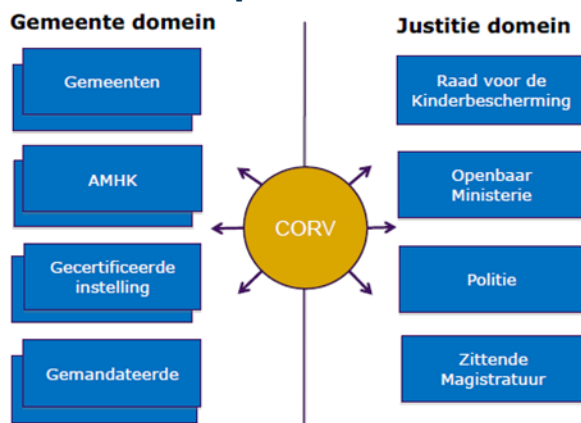 Gemeente domein
Gemeenten
AMHK
Gecertificeerde
instelling
Gemandateerde
CORV
Justitie domein
Raad voor de
Kinderbescherming
Openbaar
Ministerie
Politie
Zittende
Magistratuur